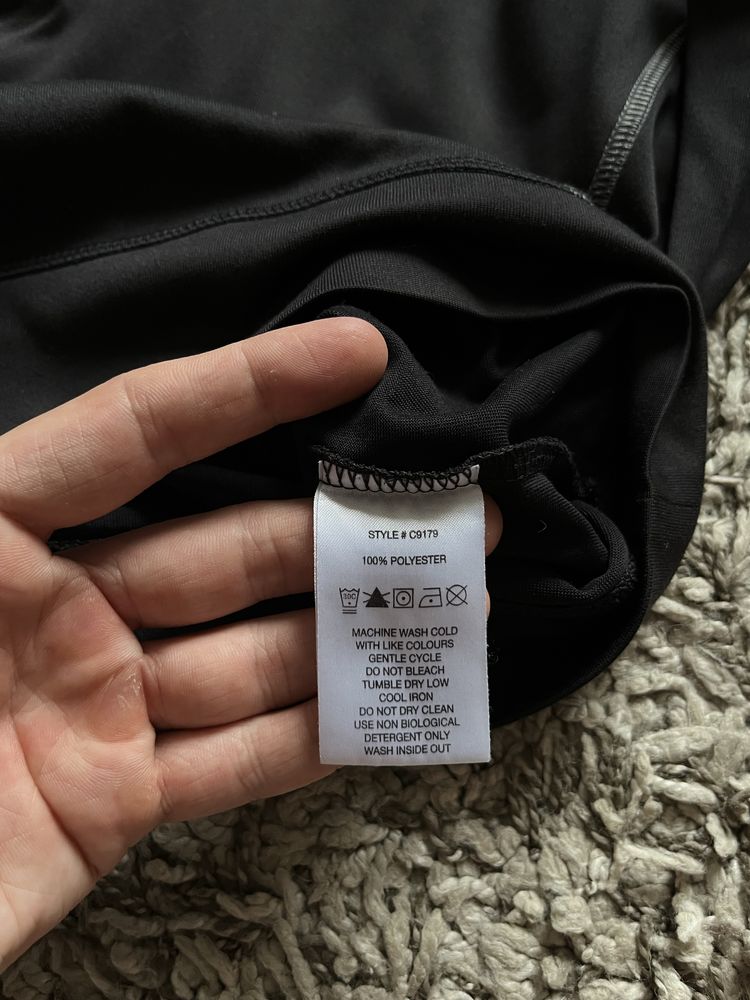 STYLE # C9179
100% POLYESTER
30C
MACHINE WASH COLD
WITH LIKE COLOURS
GENTLE CYCLE
DO NOT BLEACH
TUMBLE DRY LOW
COOL IRON
DO NOT DRY CLEAN
USE NON BIOLOGICAL
DETERGENT ONLY
WASH INSIDE OUT